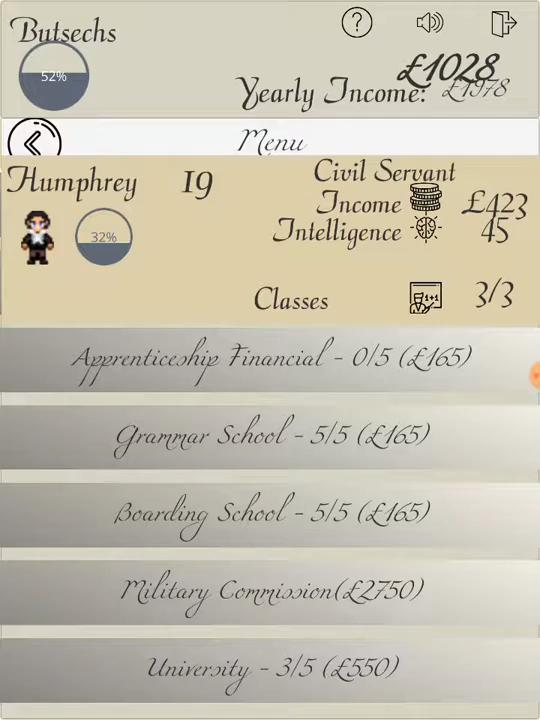 Butsechs
52%
£1028
Yearly Income: £1978
Menu
Humphrey 19
Civil Servant
32%
Income £423
Intelligence 45
Classes 3/3
Apprenticeship Financial - 0/5 (£165)
Grammar School - 5/5 (£165)
Boarding School - 5/5 (£165)
Military Commission(£2750)
University - 3/5 (£550)